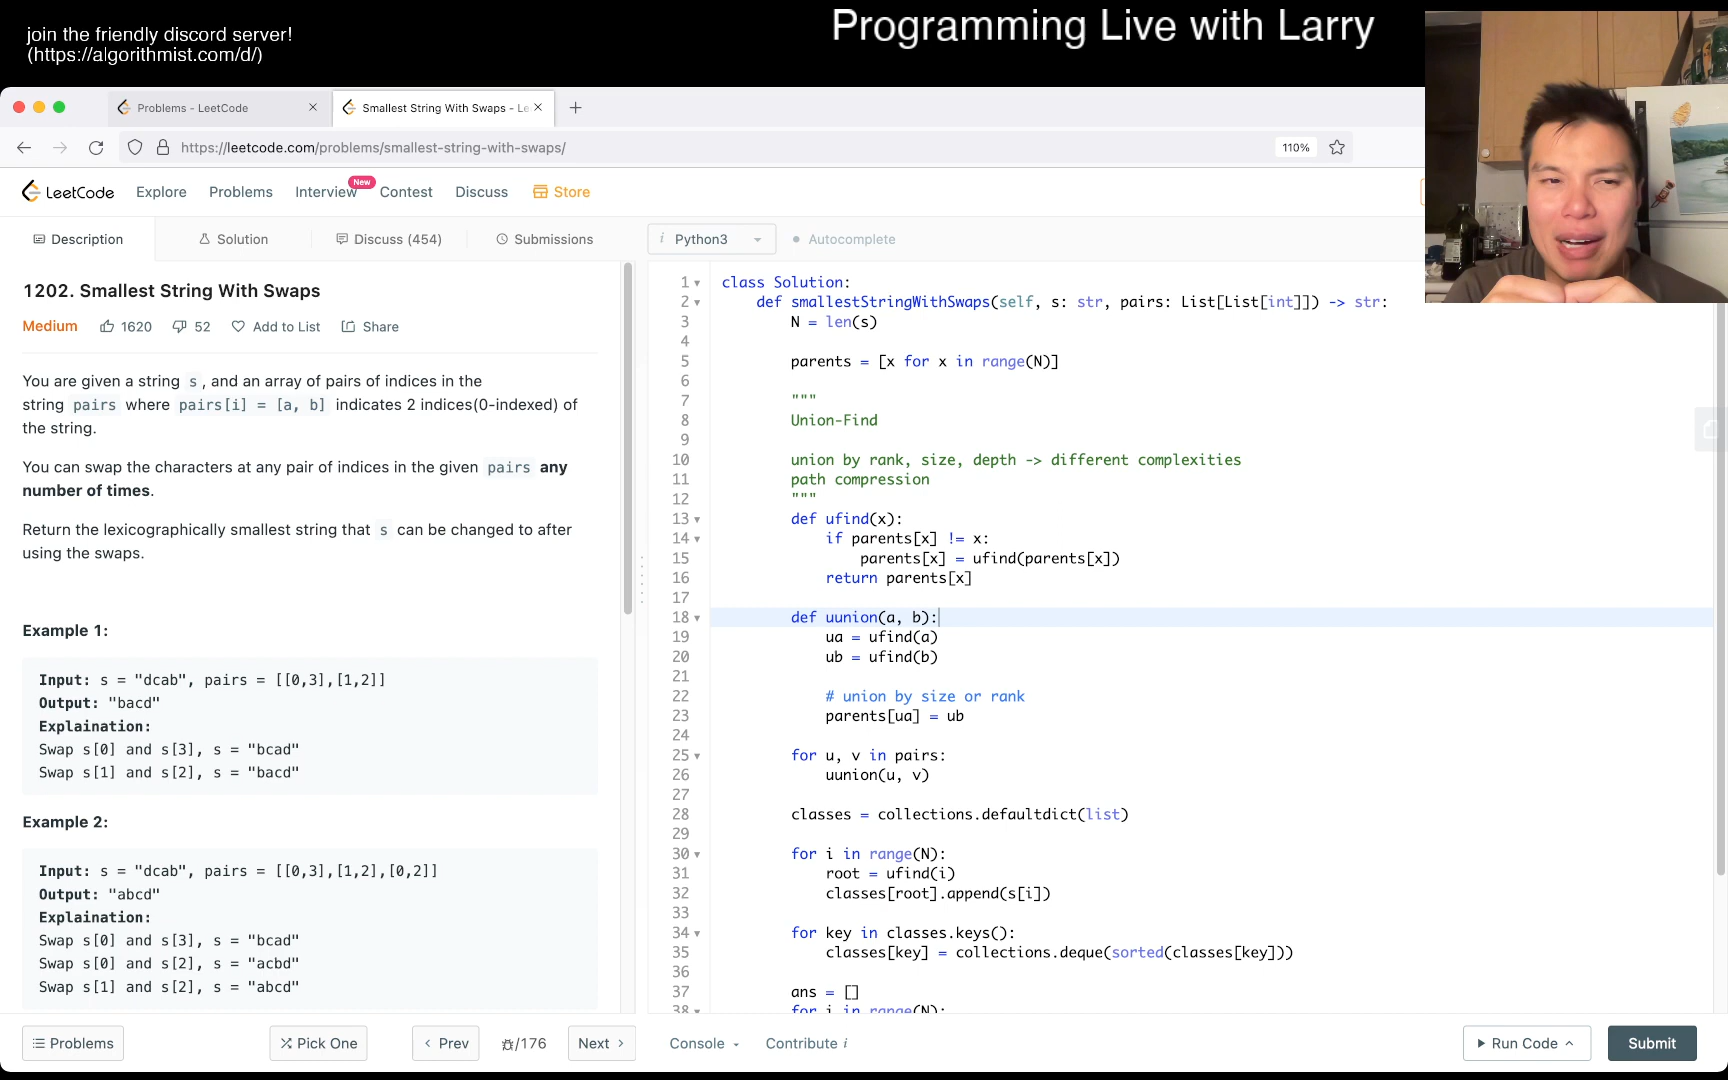 join the friendly discord server!
(https://algorithmist.com/d/)
Programming Live with Larry
Problems - LeetCode
Smallest String With Swaps - Le
https://leetcode.com/problems/smallest-string-with-swaps/
110%
LeetCode
Explore
Problems
Interview
New
Contest
Discuss
Store
Description
Solution
Discuss (454)
Submissions
i Python3
Autocomplete
1202. Smallest String With Swaps
Medium
1620
52
Add to List
Share
You are given a string s, and an array of pairs of indices in the
string pairs where pairs[i] = [a, b] indicates 2 indices(0-indexed) of
the string.
You can swap the characters at any pair of indices in the given pairs any
number of times.
Return the lexicographically smallest string that s can be changed to after
using the swaps.
Example 1:
Input: s = "dcab", pairs = [[0,3],[1,2]]
Output: "bacd"
Explaination:
Swap s[0] and s[3], s = "bcad"
Swap s[1] and s[2], s = "bacd"
Example 2:
Input: s = "dcab", pairs = [[0,3],[1,2],[0,2]]
Output: "abcd"
Explaination:
Swap s[0] and s[3], s = "bcad"
Swap s[0] and s[2], s = "acbd"
Swap s[1] and s[2], s = "abcd"
1 class Solution:
2 def smallestStringWithSwaps(self, s: str, pairs: List[List[int]]) -> str:
3 N = len(s)
4
5 parents = [x for x in range(N)]
6
7 """
8 Union-Find
9
10 union by rank, size, depth -> different complexities
11 path compression
12 """
13 def ufind(x):
14 if parents[x] != x:
15 parents[x] = ufind(parents[x])
16 return parents[x]
17
18 def uunion(a, b):
19 ua = ufind(a)
20 ub = ufind(b)
21
22 # union by size or rank
23 parents[ua] = ub
24
25 for u, v in pairs:
26 uunion(u, v)
27
28 classes = collections.defaultdict(list)
29
30 for i in range(N):
31 root = ufind(i)
32 classes[root].append(s[i])
33
34 for key in classes.keys():
35 classes[key] = collections.deque(sorted(classes[key]))
36
37 ans = []
38 for i in range(N):
Problems
Pick One
Prev
/176
Next
Console
Contribute i
Run Code
Submit